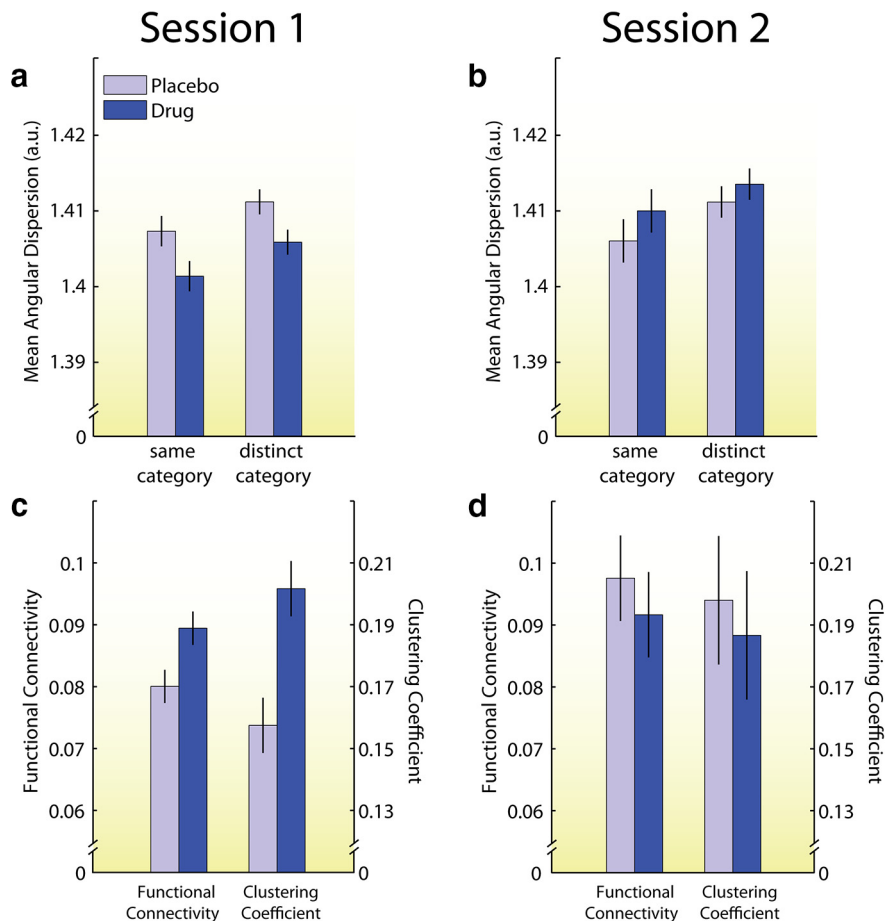 Session 1
Session 2
a
Placebo
Drug
Mean Angular Dispersion (a.u.)
1.42
1.41
1.4
1.39
0
same
category
distinct
category
b
Mean Angular Dispersion (a.u.)
1.42
1.41
1.4
1.39
0
same
category
distinct
category
c
Functional Connectivity
0.1
0.09
0.08
0.07
0.06
0
0.21
0.19
0.17
0.15
0.13
0
Clustering Coefficient
Functional
Connectivity
Clustering
Coefficient
d
Functional Connectivity
0.1
0.09
0.08
0.07
0.06
0
0.21
0.19
0.17
0.15
0.13
0
Clustering Coefficient
Functional
Connectivity
Clustering
Coefficient